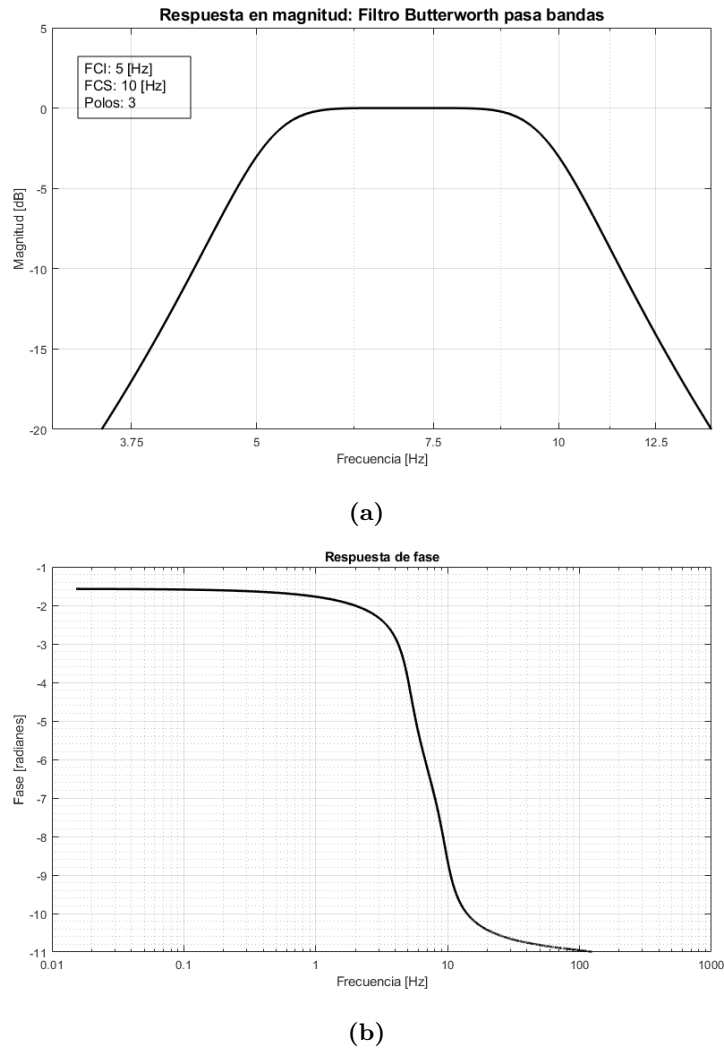 Respuesta en magnitud: Filtro Butterworth pasa bandas
5
0
-5
-10
-15
-20
Magnitud [dB]
FCI: 5 [Hz]
FCS: 10 [Hz]
Polos: 3
3.75 5 7.5 10 12.5
Frecuencia [Hz]
(a)
Respuesta de fase
-1
-2
-3
-4
-5
-6
-7
-8
-9
-10
-11
Fase [radianes]
0.01 0.1 1 10 100 1000
Frecuencia [Hz]
(b)